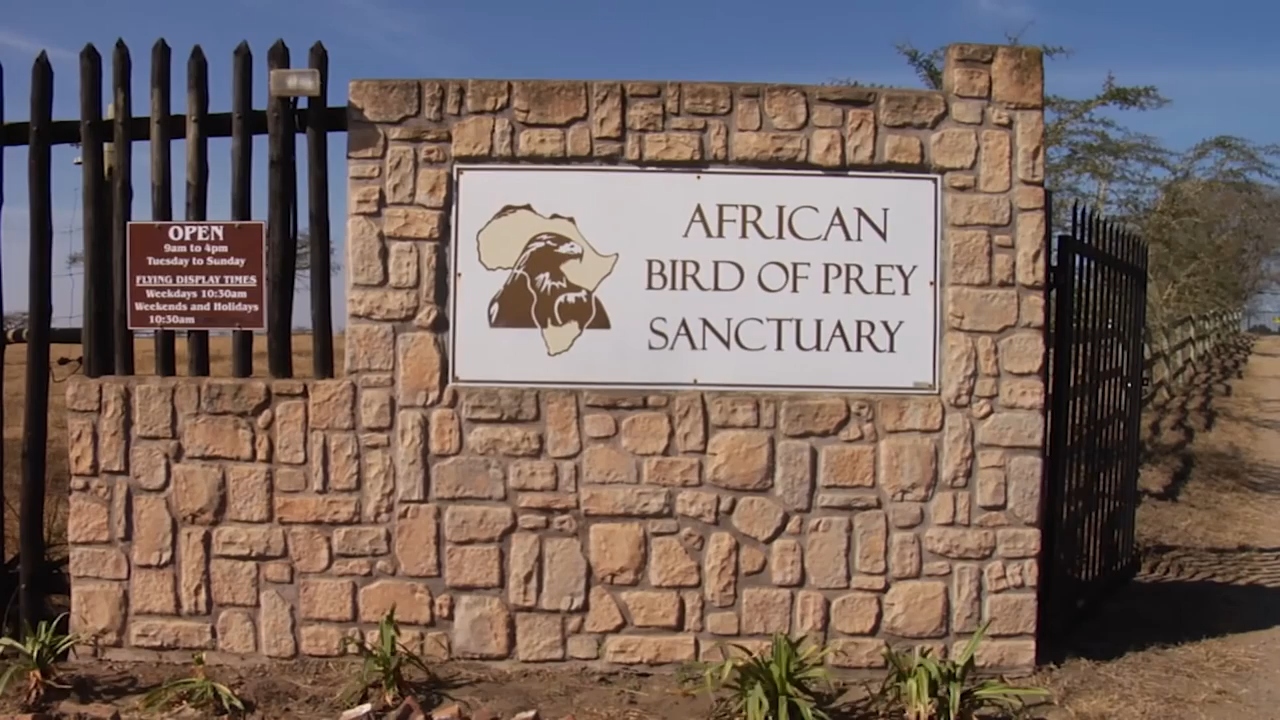 OPEN
9am to 4pm
Tuesday to Sunday
FLYING DISPLAY TIMES
Weekdays 10:30am
Weekends and Holidays
10:30am
AFRICAN
BIRD OF PREY
SANCTUARY